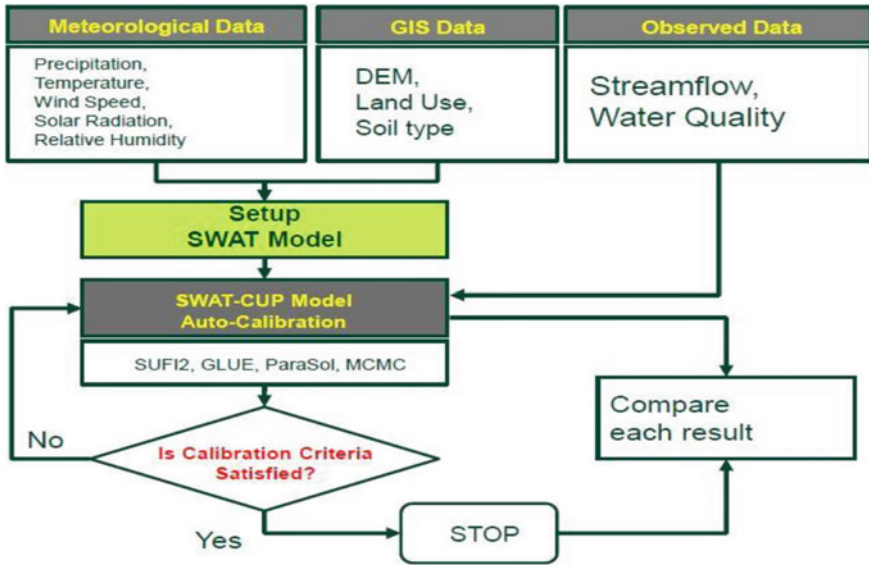 Meteorological Data
Precipitation,
Temperature,
Wind Speed,
Solar Radiation,
Relative Humidity
GIS Data
DEM,
Land Use,
Soil type
Observed Data
Streamflow,
Water Quality
Setup
SWAT Model
SWAT-CUP Model
Auto-Calibration
SUFI2, GLUE, ParaSol, MCMC
No
Is Calibration Criteria
Satisfied?
Yes
STOP
Compare
each result